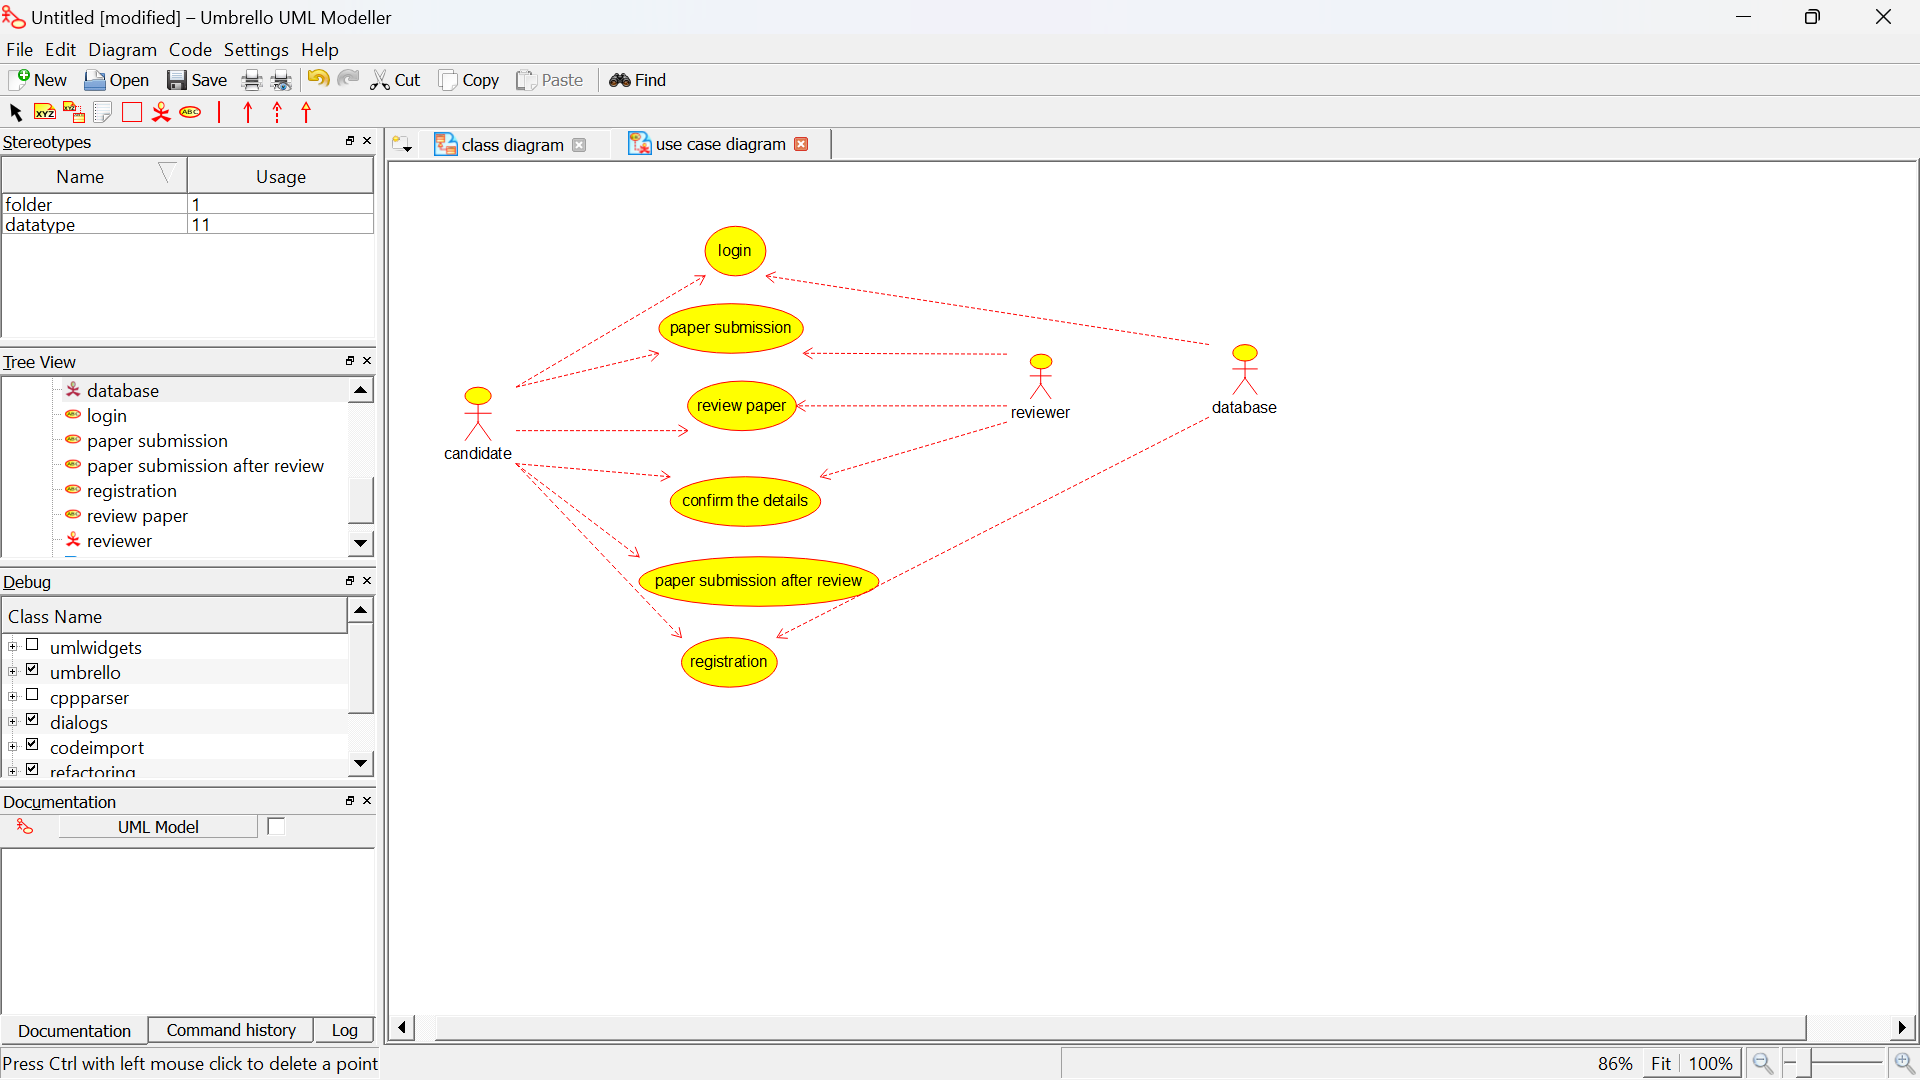 Untitled [modified] – Umbrello UML Modeller
File Edit Diagram Code Settings Help
New Open Save Cut Copy Paste Find
Stereotypes
Name Usage
folder 1
datatype 11
Tree View
database
login
paper submission
paper submission after review
registration
review paper
reviewer
Debug
Class Name
umlwidgets
umbrello
cppparser
dialogs
codeimport
refactoring
Documentation
UML Model
Documentation Command history Log
Press Ctrl with left mouse click to delete a point
class diagram use case diagram
login
paper submission
review paper
reviewer
database
candidate
confirm the details
paper submission after review
registration
86% Fit 100%